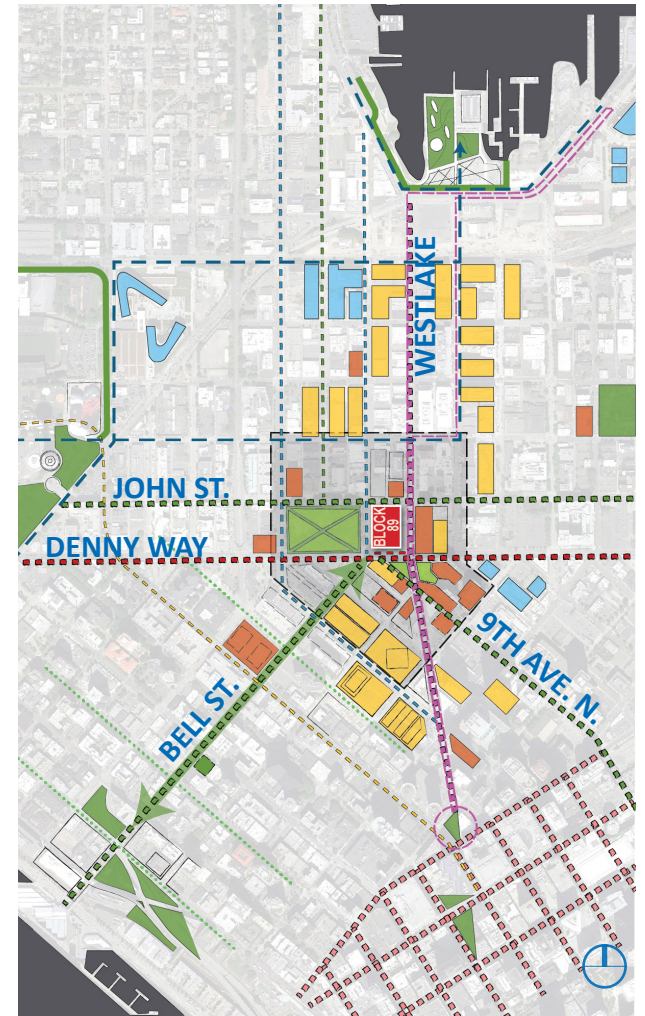 WESTLAKE
JOHN ST.
BLOCK
89
DENNY WAY
9TH AVE. N.
BELL ST.